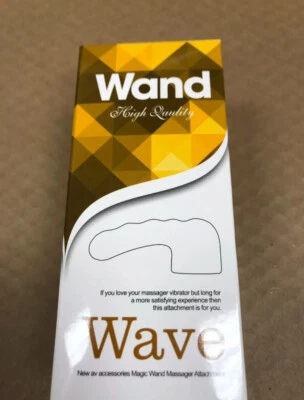 Wand
High Quality
If you love your massager vibrator but long for
a more satisfying experience then
this attachment is for you.
Wave
New av accessories Magic Wand Massager Attachment